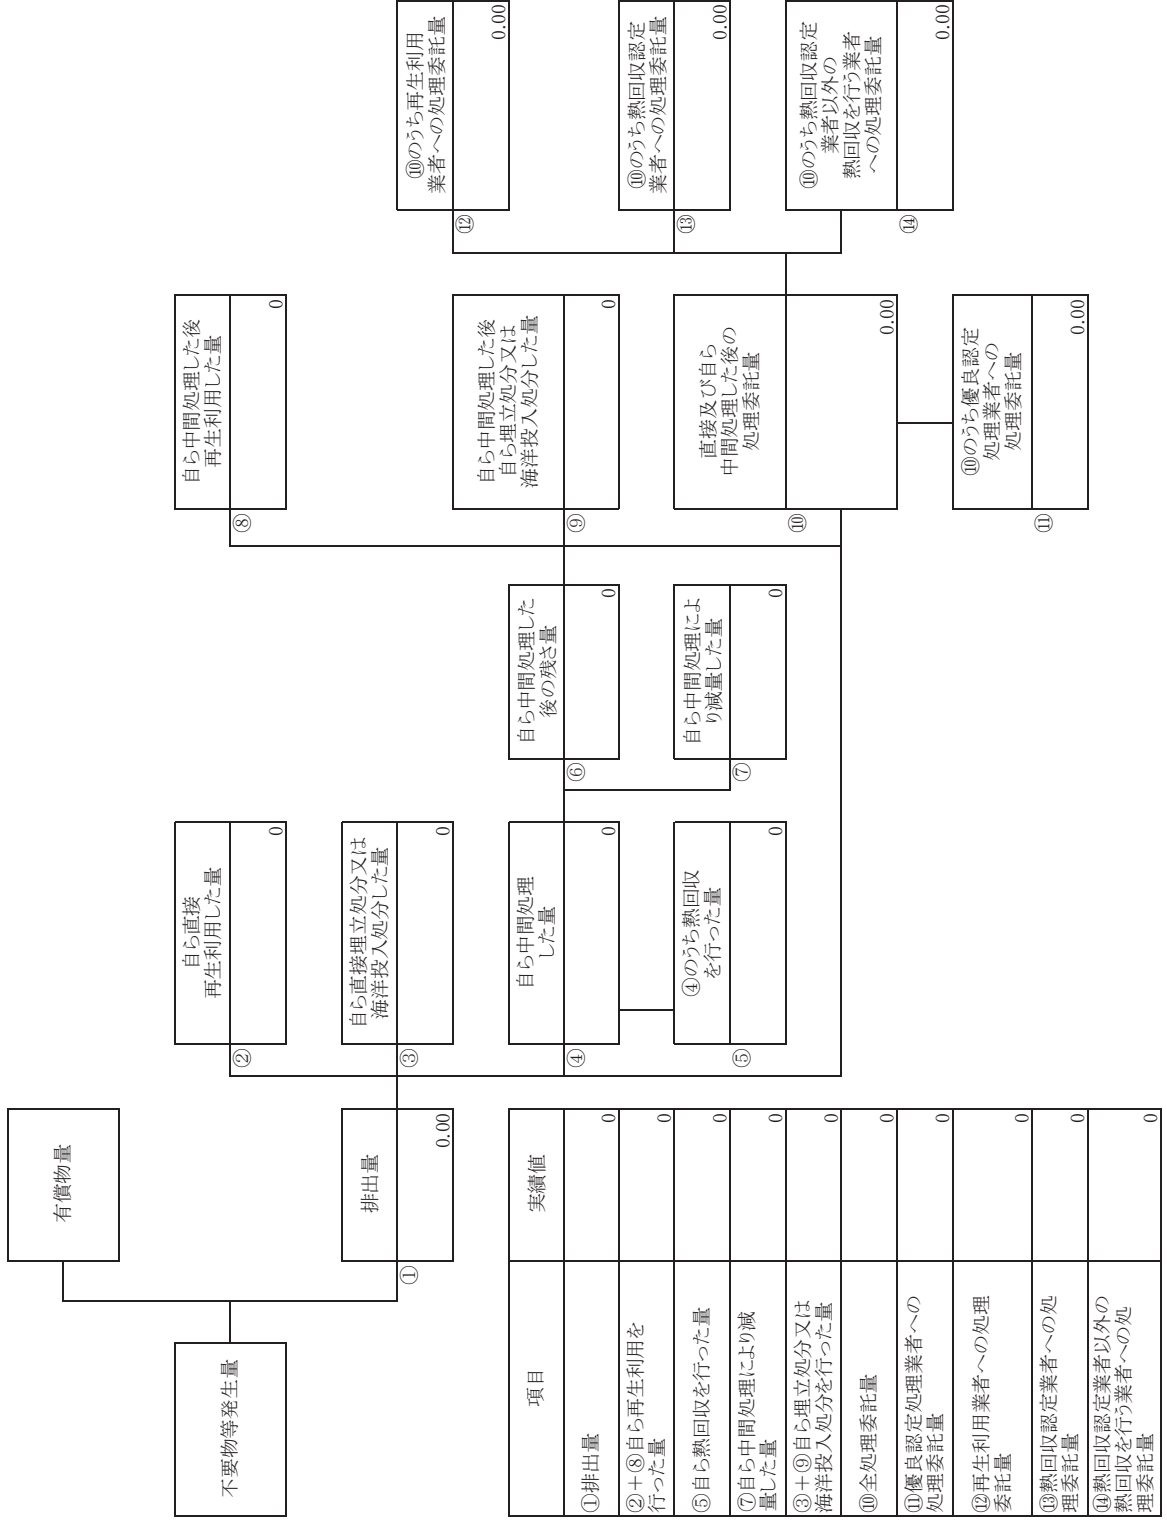 不要物等発生量
有償物量
①
排出量
0.00
②
自ら直接
再生利用した量
0
③
自ら直接埋立処分又は
海洋投入処分した量
0
④
自ら中間処理
した量
0
⑤
④のうち熱回収
を行った量
0
⑥
自ら中間処理した
後の残さ量
0
⑦
自ら中間処理によ
り減量した量
0
⑧
自ら中間処理した後
再生利用した量
0
⑨
自ら中間処理した後
自ら埋立処分又は
海洋投入処分した量
0
⑩
直接及び自ら
中間処理した後の
処理委託量
0.00
⑪
⑩のうち優良認定
処理業者への
処理委託量
0.00
⑫
⑩のうち再生利用
業者への処理委託量
0.00
⑬
⑩のうち熱回収認定
業者への処理委託量
0.00
⑭
⑩のうち熱回収認定
業者以外の
熱回収を行う業者
への処理委託量
0.00
項目 実績値
①排出量 0
②+⑧自ら再生利用を
行った量 0
⑤自ら熱回収を行った量 0
⑦自ら中間処理により減
量した量 0
③+⑨自ら埋立処分又は
海洋投入処分を行った量 0
⑩全処理委託量 0
⑪優良認定処理業者への
処理委託量 0
⑫再生利用業者への処理
委託量 0
⑬熱回収認定業者への処
理委託量 0
⑭熱回収認定業者以外の
熱回収を行う業者への処
理委託量 0